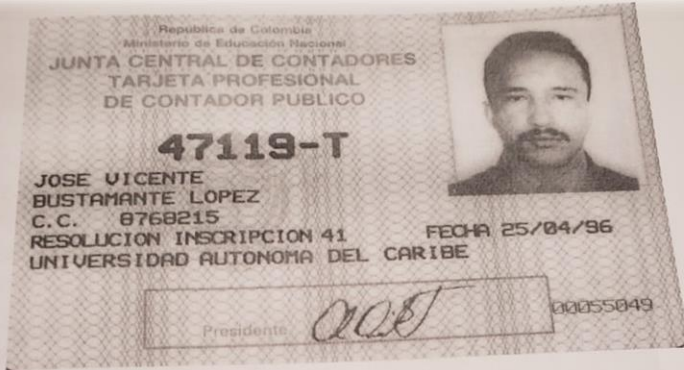 República de Colombia
Ministerio de Educación Nacional
JUNTA CENTRAL DE CONTADORES
TARJETA PROFESIONAL
DE CONTADOR PUBLICO
47119-T
JOSE VICENTE
BUSTAMANTE LOPEZ
C.C. 8768215
RESOLUCION INSCRIPCION 41 FECHA 25/04/96
UNIVERSIDAD AUTONOMA DEL CARIBE
Presidente
00055049